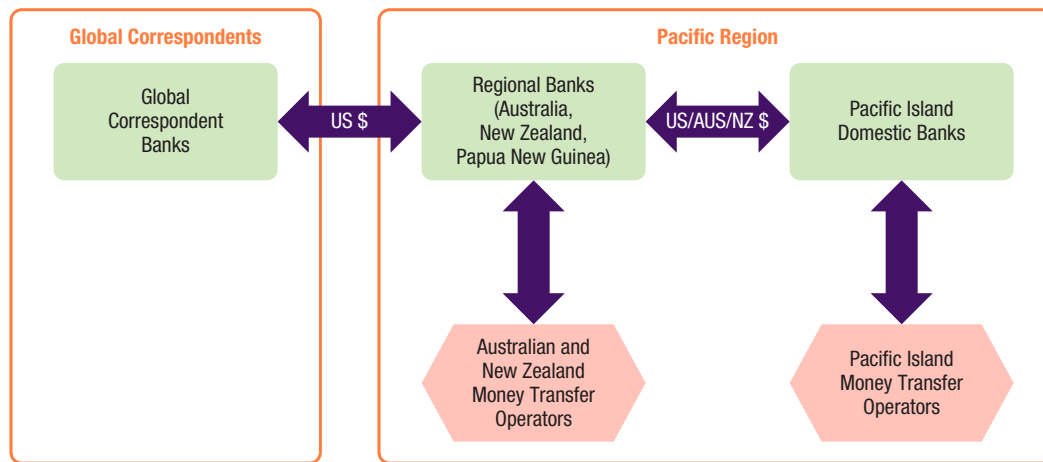 Global Correspondents
Pacific Region
Global
Correspondent
Banks
US $
Regional Banks
(Australia,
New Zealand,
Papua New Guinea)
US/AUS/NZ $
Pacific Island
Domestic Banks
Australian and
New Zealand
Money Transfer
Operators
Pacific Island
Money Transfer
Operators